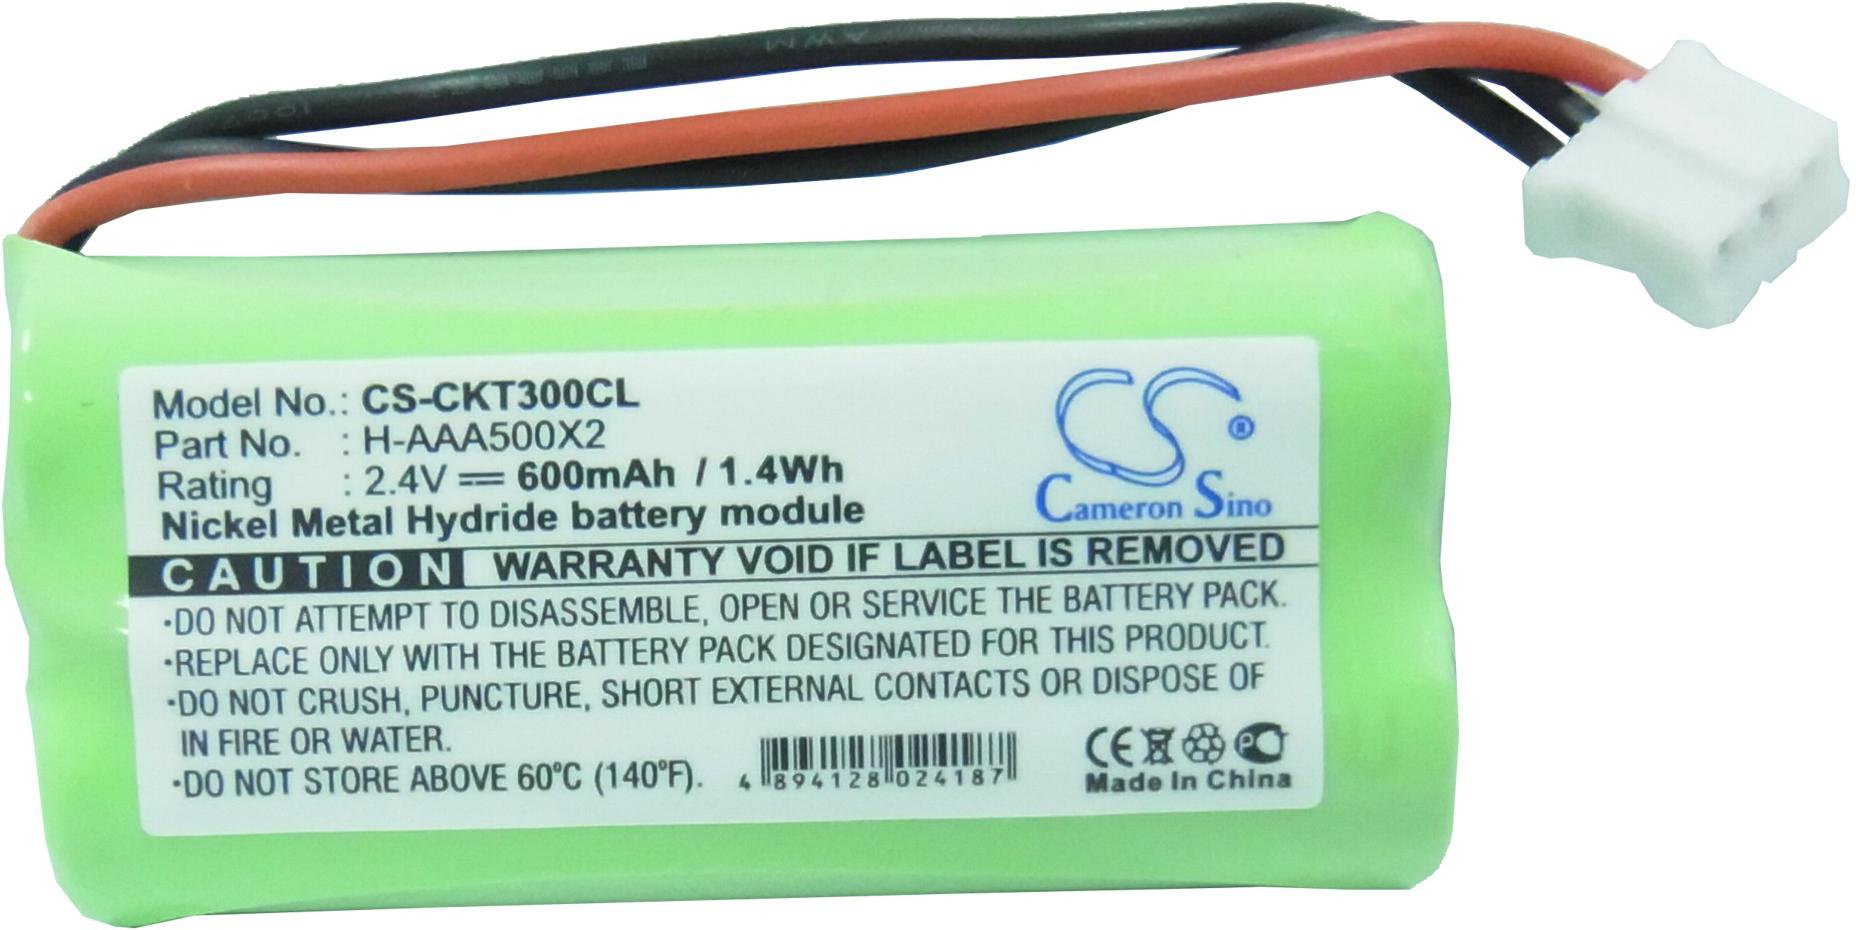 AWM
Model No.: CS-CKT300CL
Part No. : H-AAA500X2
Rating : 2.4V 600mAh / 1.4Wh
Nickel Metal Hydride battery module
CS®
Cameron Sino
CAUTION WARRANTY VOID IF LABEL IS REMOVED
·DO NOT ATTEMPT TO DISASSEMBLE, OPEN OR SERVICE THE BATTERY PACK.
·REPLACE ONLY WITH THE BATTERY PACK DESIGNATED FOR THIS PRODUCT.
·DO NOT CRUSH, PUNCTURE, SHORT EXTERNAL CONTACTS OR DISPOSE OF
IN FIRE OR WATER.
·DO NOT STORE ABOVE 60°C (140°F).
4 894128 024187
CE
Made In China